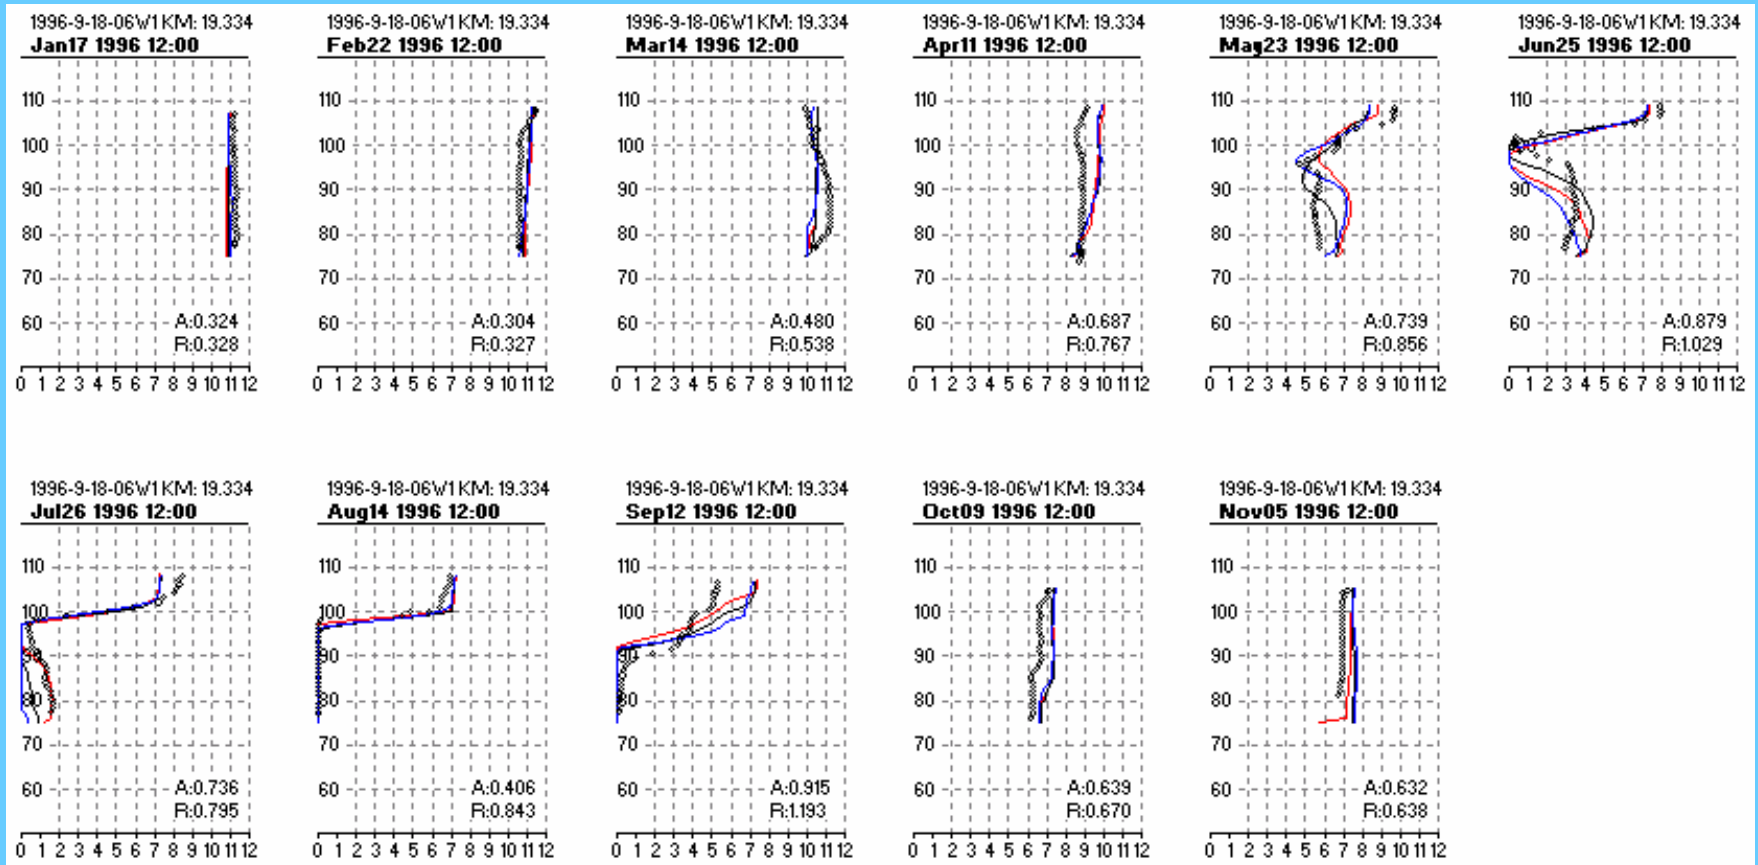 1996-9-18-06W1 KM: 19.334
Jan17 1996 12:00
110
100
90
80
70
60
A:0.324
R:0.328
0 1 2 3 4 5 6 7 8 9 10 11 12
1996-9-18-06W1 KM: 19.334
Feb22 1996 12:00
110
100
90
80
70
60
A:0.304
R:0.327
0 1 2 3 4 5 6 7 8 9 10 11 12
1996-9-18-06W1 KM: 19.334
Mar14 1996 12:00
110
100
90
80
70
60
A:0.480
R:0.538
0 1 2 3 4 5 6 7 8 9 10 11 12
1996-9-18-06W1 KM: 19.334
Apr11 1996 12:00
110
100
90
80
70
60
A:0.687
R:0.767
0 1 2 3 4 5 6 7 8 9 10 11 12
1996-9-18-06W1 KM: 19.334
May23 1996 12:00
110
100
90
80
70
60
A:0.739
R:0.856
0 1 2 3 4 5 6 7 8 9 10 11 12
1996-9-18-06W1 KM: 19.334
Jun25 1996 12:00
110
100
90
80
70
60
A:0.879
R:1.029
0 1 2 3 4 5 6 7 8 9 10 11 12
1996-9-18-06W1 KM: 19.334
Jul26 1996 12:00
110
100
90
80
70
60
A:0.736
R:0.795
0 1 2 3 4 5 6 7 8 9 10 11 12
1996-9-18-06W1 KM: 19.334
Aug14 1996 12:00
110
100
90
80
70
60
A:0.406
R:0.843
0 1 2 3 4 5 6 7 8 9 10 11 12
1996-9-18-06W1 KM: 19.334
Sep12 1996 12:00
110
100
90
80
70
60
A:0.915
R:1.193
0 1 2 3 4 5 6 7 8 9 10 11 12
1996-9-18-06W1 KM: 19.334
Oct09 1996 12:00
110
100
90
80
70
60
A:0.639
R:0.670
0 1 2 3 4 5 6 7 8 9 10 11 12
1996-9-18-06W1 KM: 19.334
Nov05 1996 12:00
110
100
90
80
70
60
A:0.632
R:0.638
0 1 2 3 4 5 6 7 8 9 10 11 12